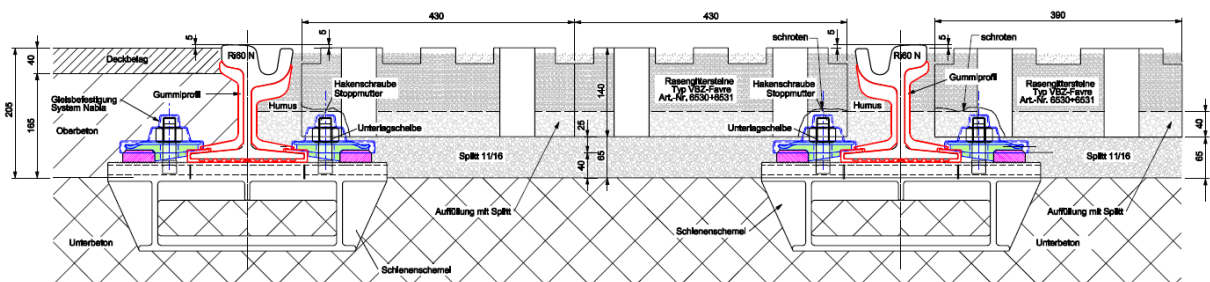 430
430
390
5
5
5
5
Ri60 N
Ri60 N
schroten
schroten
40
Deckbelag
205
165
Gleisbefestigung
System Nabla
Gummiprofil
Hakenschraube
Stoppmutter
Rasengittersteine
Typ VBZ-Favre
Art.-Nr. 6530+6531
Hakenschraube
Stoppmutter
Gummiprofil
Rasengittersteine
Typ VBZ-Favre
Art.-Nr. 6530+6531
Humus
Humus
140
Oberbeton
Unterlagscheibe
Unterlagscheibe
25
40
Splitt 11/16
Splitt 11/16
65
40
65
Auffüllung mit Splitt
Auffüllung mit Splitt
Schienenschemel
Unterbeton
Unterbeton
Schienenschemel